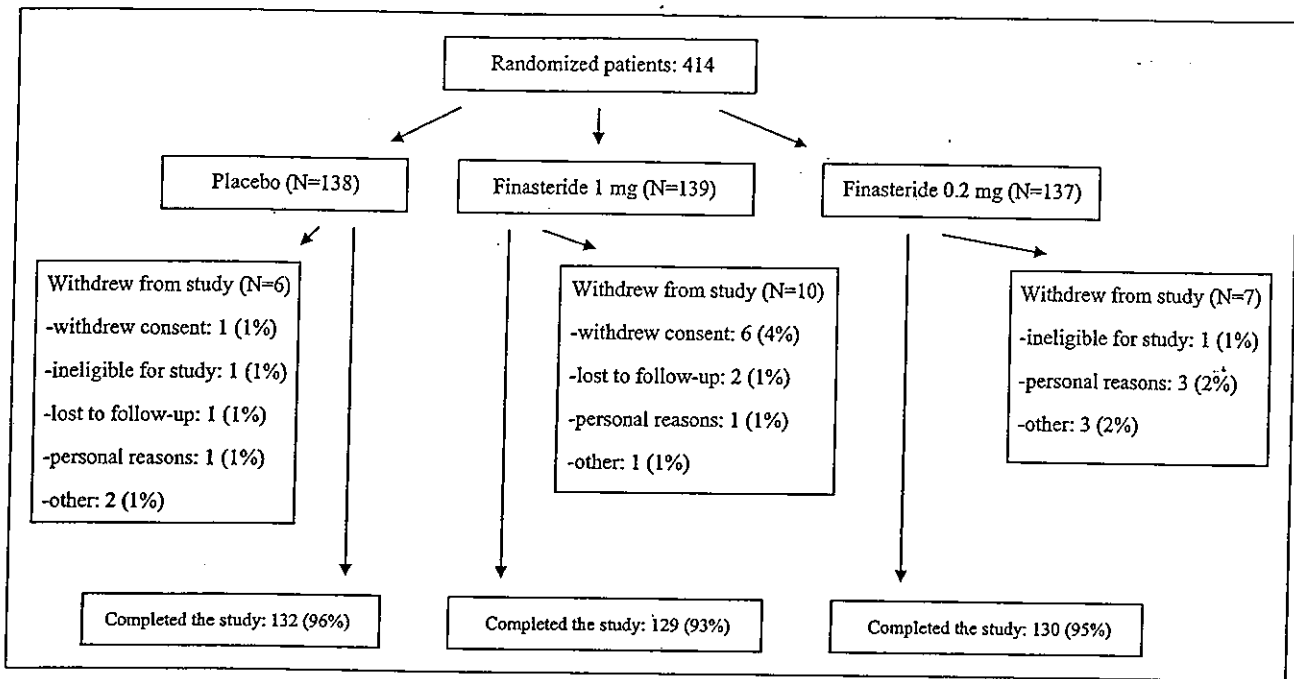 Randomized patients: 414
Placebo (N=138)
Finasteride 1 mg (N=139)
Finasteride 0.2 mg (N=137)
Withdrew from study (N=6)
-withdrew consent: 1 (1%)
-ineligible for study: 1 (1%)
-lost to follow-up: 1 (1%)
-personal reasons: 1 (1%)
-other: 2 (1%)
Withdrew from study (N=10)
-withdrew consent: 6 (4%)
-lost to follow-up: 2 (1%)
-personal reasons: 1 (1%)
-other: 1 (1%)
Withdrew from study (N=7)
-ineligible for study: 1 (1%)
-personal reasons: 3 (2%)
-other: 3 (2%)
Completed the study: 132 (96%)
Completed the study: 129 (93%)
Completed the study: 130 (95%)